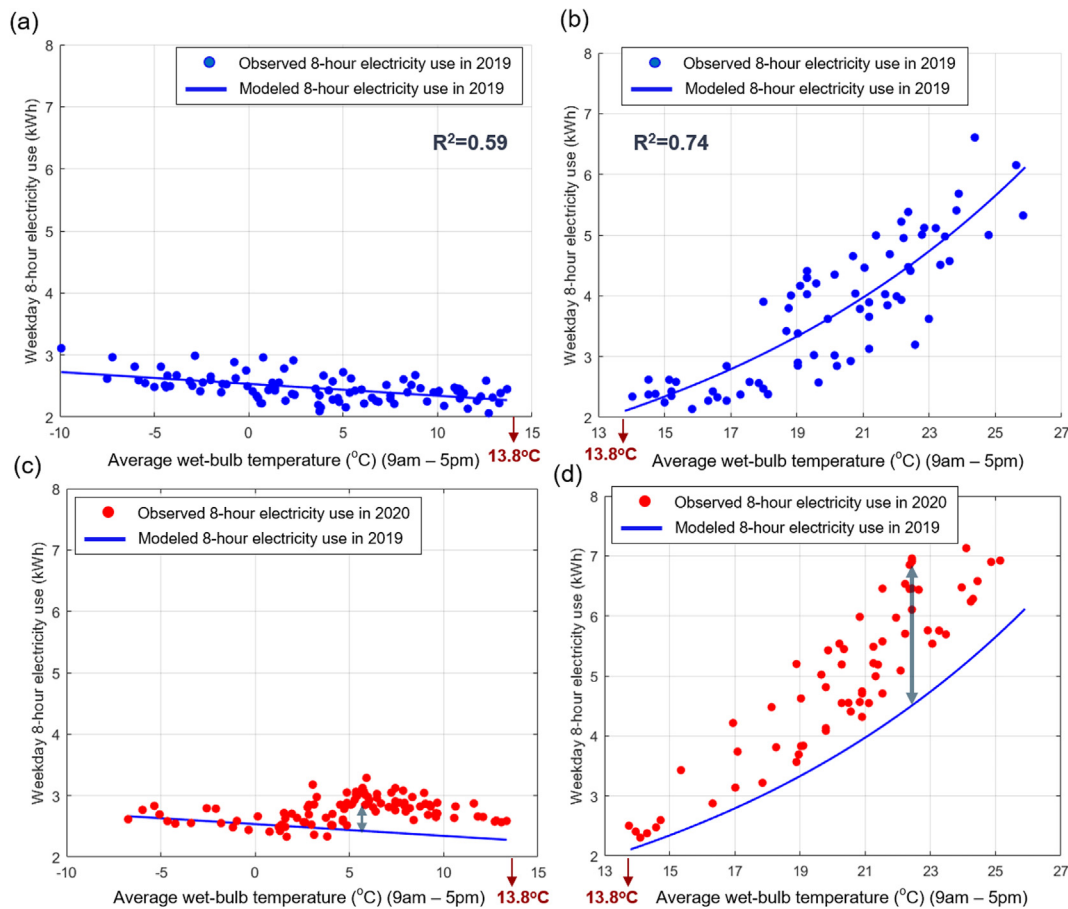 (a)
8
7
6
5
4
3
2
Weekday 8-hour electricity use (kWh)
Observed 8-hour electricity use in 2019
Modeled 8-hour electricity use in 2019
R²=0.59
-10 -5 0 5 10 15
13.8°C
Average wet-bulb temperature (°C) (9am – 5pm)
(b)
8
7
6
5
4
3
2
Weekday 8-hour electricity use (kWh)
Observed 8-hour electricity use in 2019
Modeled 8-hour electricity use in 2019
R²=0.74
13 15 17 19 21 23 25 27
13.8°C
Average wet-bulb temperature (°C) (9am – 5pm)
(c)
8
7
6
5
4
3
2
Weekday 8-hour electricity use (kWh)
Observed 8-hour electricity use in 2020
Modeled 8-hour electricity use in 2019
-10 -5 0 5 10 15
13.8°C
Average wet-bulb temperature (°C) (9am – 5pm)
(d)
8
7
6
5
4
3
2
Weekday 8-hour electricity use (kWh)
Observed 8-hour electricity use in 2020
Modeled 8-hour electricity use in 2019
13 15 17 19 21 23 25 27
13.8°C
Average wet-bulb temperature (°C) (9am – 5pm)